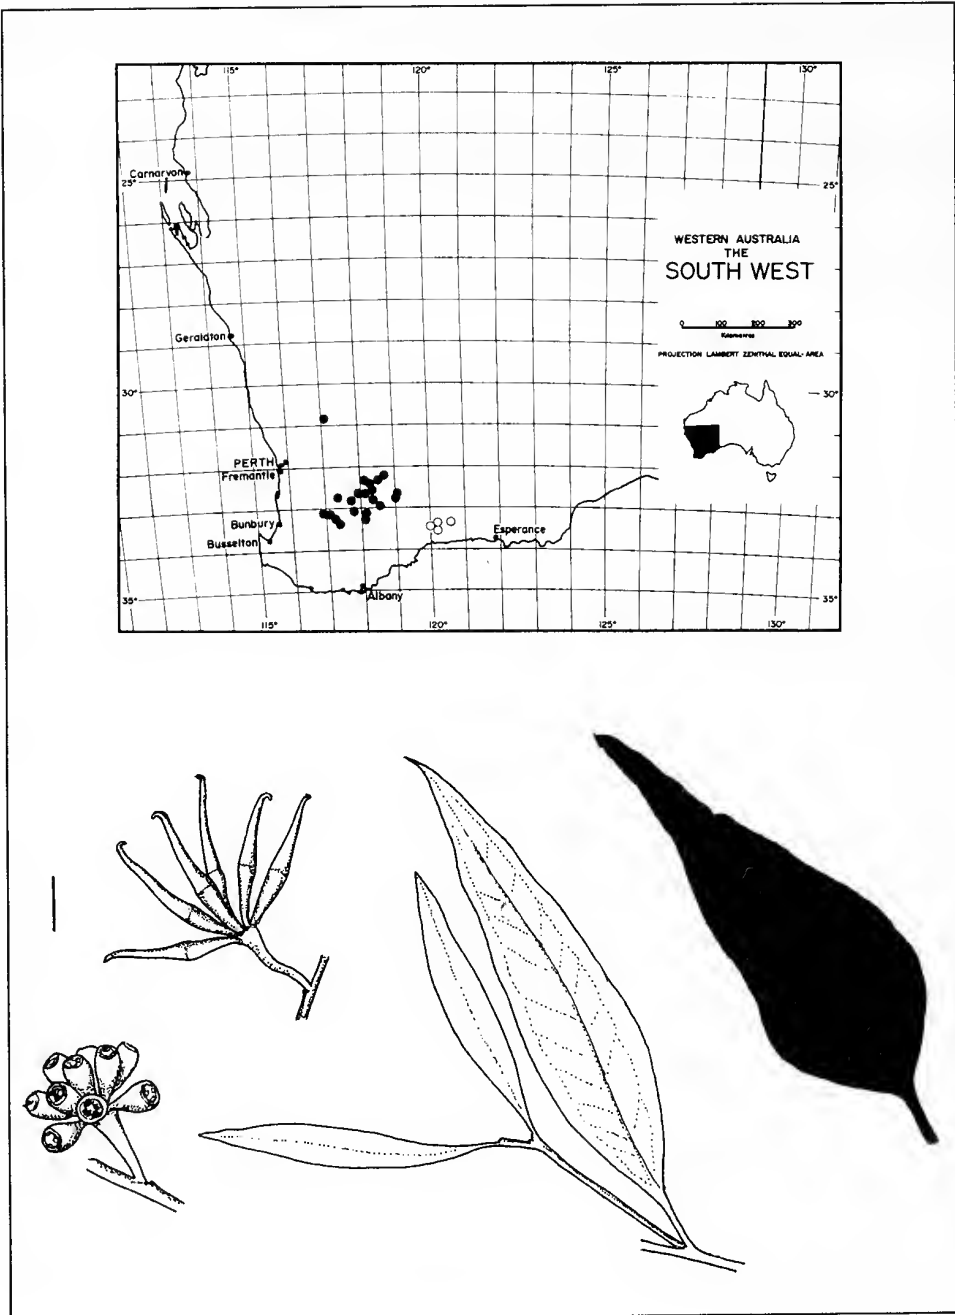 115° 120° 125° 130°
Carnarvon
25° 25°
WESTERN AUSTRALIA
THE
SOUTH WEST
0 100 200 300
Kilometres
Geraldton
PROJECTION LAMBERT ZENITHAL EQUAL-AREA
30° 30°
PERTH
Fremantle
Bunbury
Esperance
Busselton
Albany
35° 35°
115° 120° 125° 130°